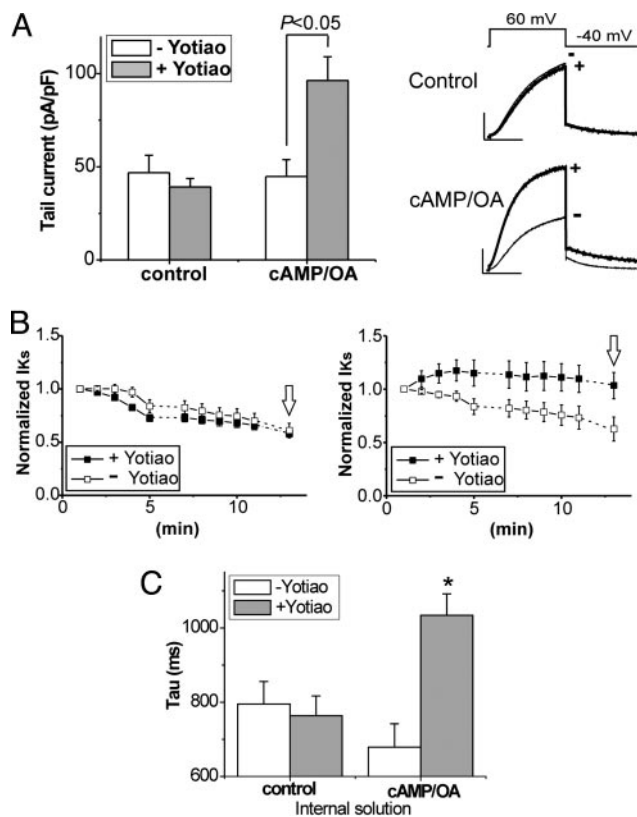 A
Tail current (pA/pF)
100
50
0
- Yotiao
+ Yotiao
P<0.05
control
cAMP/OA
60 mV
-40 mV
Control
-
+
cAMP/OA
+
-
B
Normalized IKs
1.5
1.0
0.5
0.0
+ Yotiao
- Yotiao
0
5
10
(min)
Normalized IKs
1.5
1.0
0.5
0.0
+ Yotiao
- Yotiao
0
5
10
(min)
C
Tau (ms)
1000
800
600
-Yotiao
+Yotiao
*
control
cAMP/OA
Internal solution